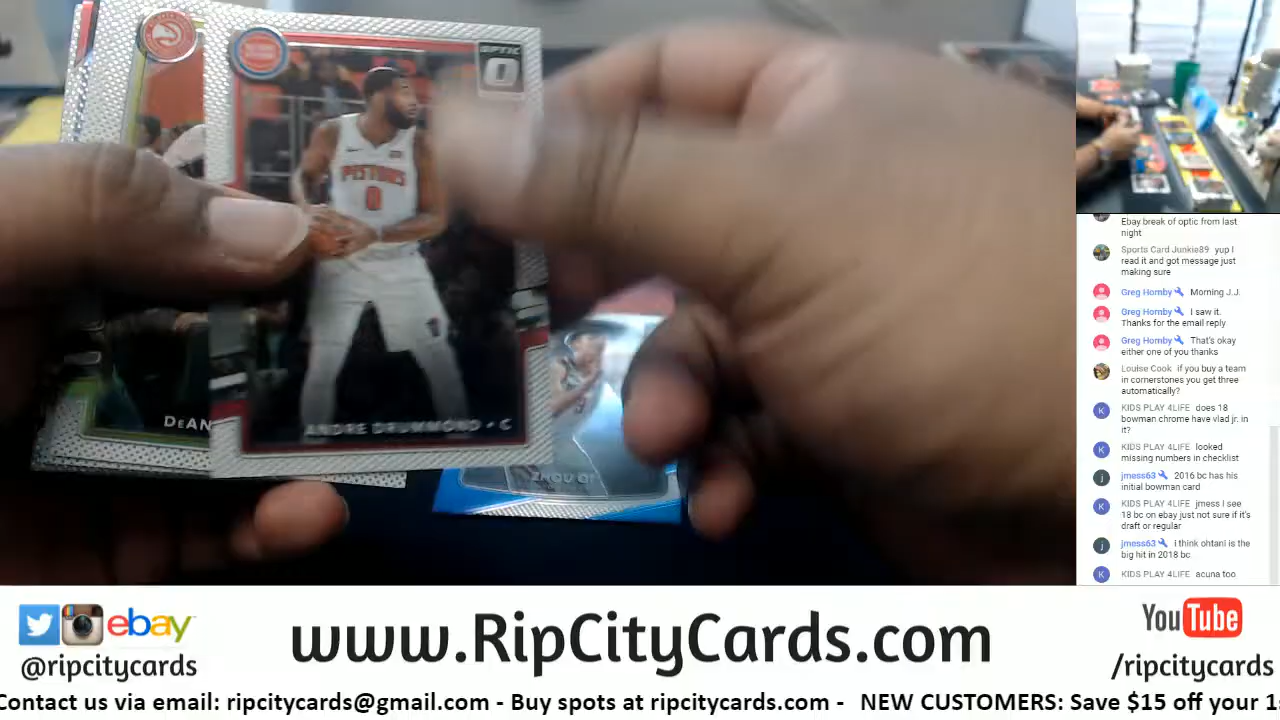 OPTIC
PISTONS
0
DeAN
ANDRE DRUMMOND • C
ZHOU QI
Ebay break of optic from last
night
Sports Card Junkie89 yup I
read it and got message just
making sure
Greg Hornby Morning J.J.
Greg Hornby I saw it.
Thanks for the email reply
Greg Hornby That's okay
either one of you thanks
Louise Cook if you buy a team
in cornerstones you get three
automatically?
K KIDS PLAY 4LIFE does 18
bowman chrome have vlad jr. in
it?
K KIDS PLAY 4LIFE looked
missing numbers in checklist
j jmess63 2016 bc has his
initial bowman card
K KIDS PLAY 4LIFE jmess I see
18 bc on ebay just not sure if it's
draft or regular
j jmess63 i think ohtani is the
big hit in 2018 bc
K KIDS PLAY 4LIFE acuna too
ebay
@ripcitycards
www.RipCityCards.com
YouTube
/ripcitycards
Contact us via email: ripcitycards@gmail.com - Buy spots at ripcitycards.com - NEW CUSTOMERS: Save $15 off your 1